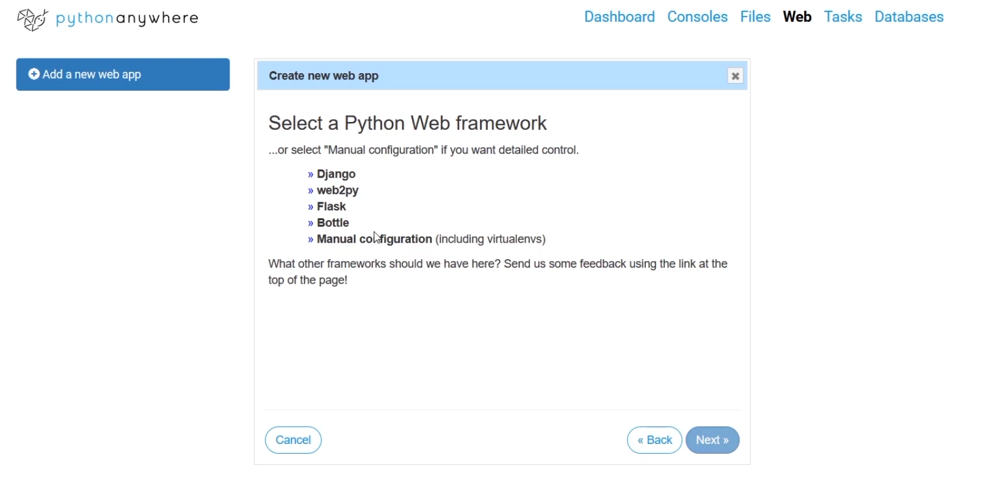 pythonanywhere
Dashboard Consoles Files Web Tasks Databases
Add a new web app
Create new web app
Select a Python Web framework
...or select "Manual configuration" if you want detailed control.
» Django
» web2py
» Flask
» Bottle
» Manual configuration (including virtualenvs)
What other frameworks should we have here? Send us some feedback using the link at the
top of the page!
Cancel
« Back
Next »